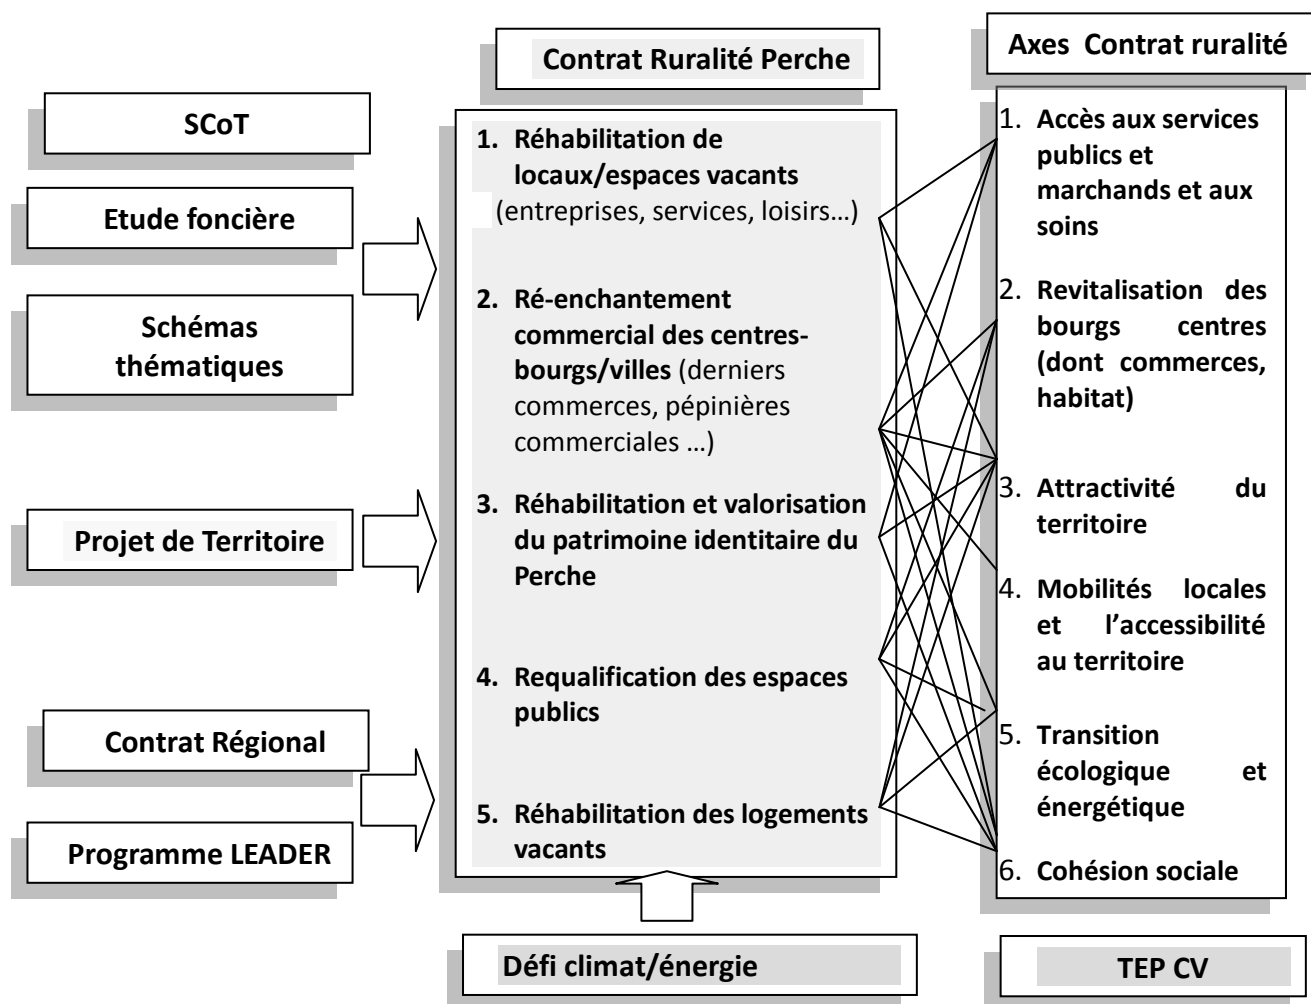 SCoT
Etude foncière
Schémas
thématiques
Projet de Territoire
Contrat Régional
Programme LEADER
Contrat Ruralité Perche
1. Réhabilitation de
locaux/espaces vacants
(entreprises, services, loisirs…)
2. Ré-enchantement
commercial des centres-
bourgs/villes (derniers
commerces, pépinières
commerciales …)
3. Réhabilitation et valorisation
du patrimoine identitaire du
Perche
4. Requalification des espaces
publics
5. Réhabilitation des logements
vacants
Défi climat/énergie
Axes Contrat ruralité
1. Accès aux services
publics et
marchands et aux
soins
2. Revitalisation des
bourgs centres
(dont commerces,
habitat)
3. Attractivité du
territoire
4. Mobilités locales
et l’accessibilité
au territoire
5. Transition
écologique et
énergétique
6. Cohésion sociale
TEP CV